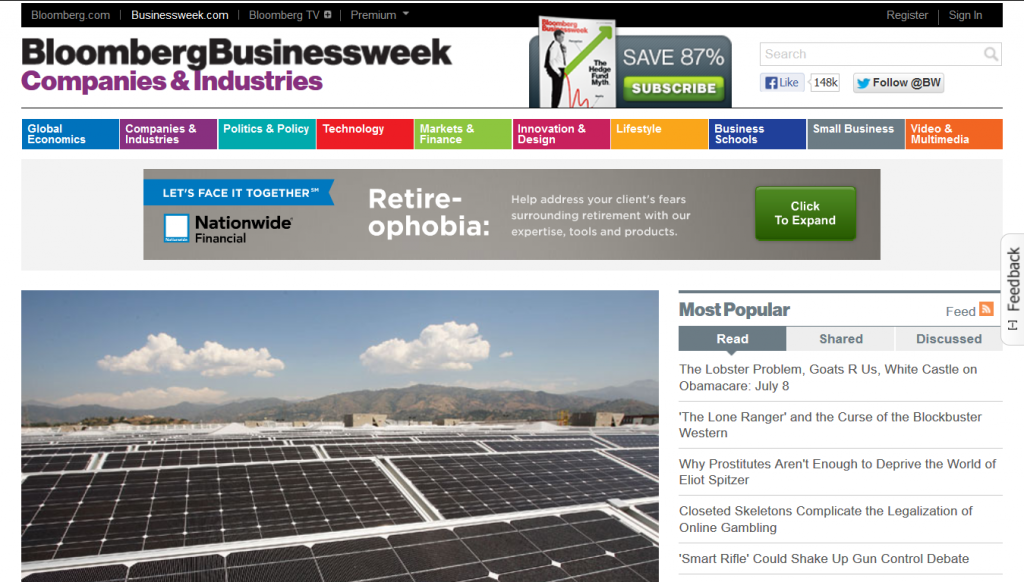 Bloomberg.com | Businessweek.com | Bloomberg TV | Premium
Register | Sign In
BloombergBusinessweek
Companies & Industries
Bloomberg
Businessweek
The
Hedge
Fund
Myth
SAVE 87%
SUBSCRIBE
Search
Like 148k
Follow @BW
Global
Economics
Companies &
Industries
Politics & Policy
Technology
Markets &
Finance
Innovation &
Design
Lifestyle
Business
Schools
Small Business
Video &
Multimedia
LET'S FACE IT TOGETHER℠
Nationwide®
Financial
Nationwide
Retire-
ophobia:
Help address your client's fears
surrounding retirement with our
expertise, tools and products.
Click
To Expand
[-] Feedback
Most Popular
Feed
Read Shared Discussed
The Lobster Problem, Goats R Us, White Castle on
Obamacare: July 8
'The Lone Ranger' and the Curse of the Blockbuster
Western
Why Prostitutes Aren't Enough to Deprive the World of
Eliot Spitzer
Closeted Skeletons Complicate the Legalization of
Online Gambling
'Smart Rifle' Could Shake Up Gun Control Debate